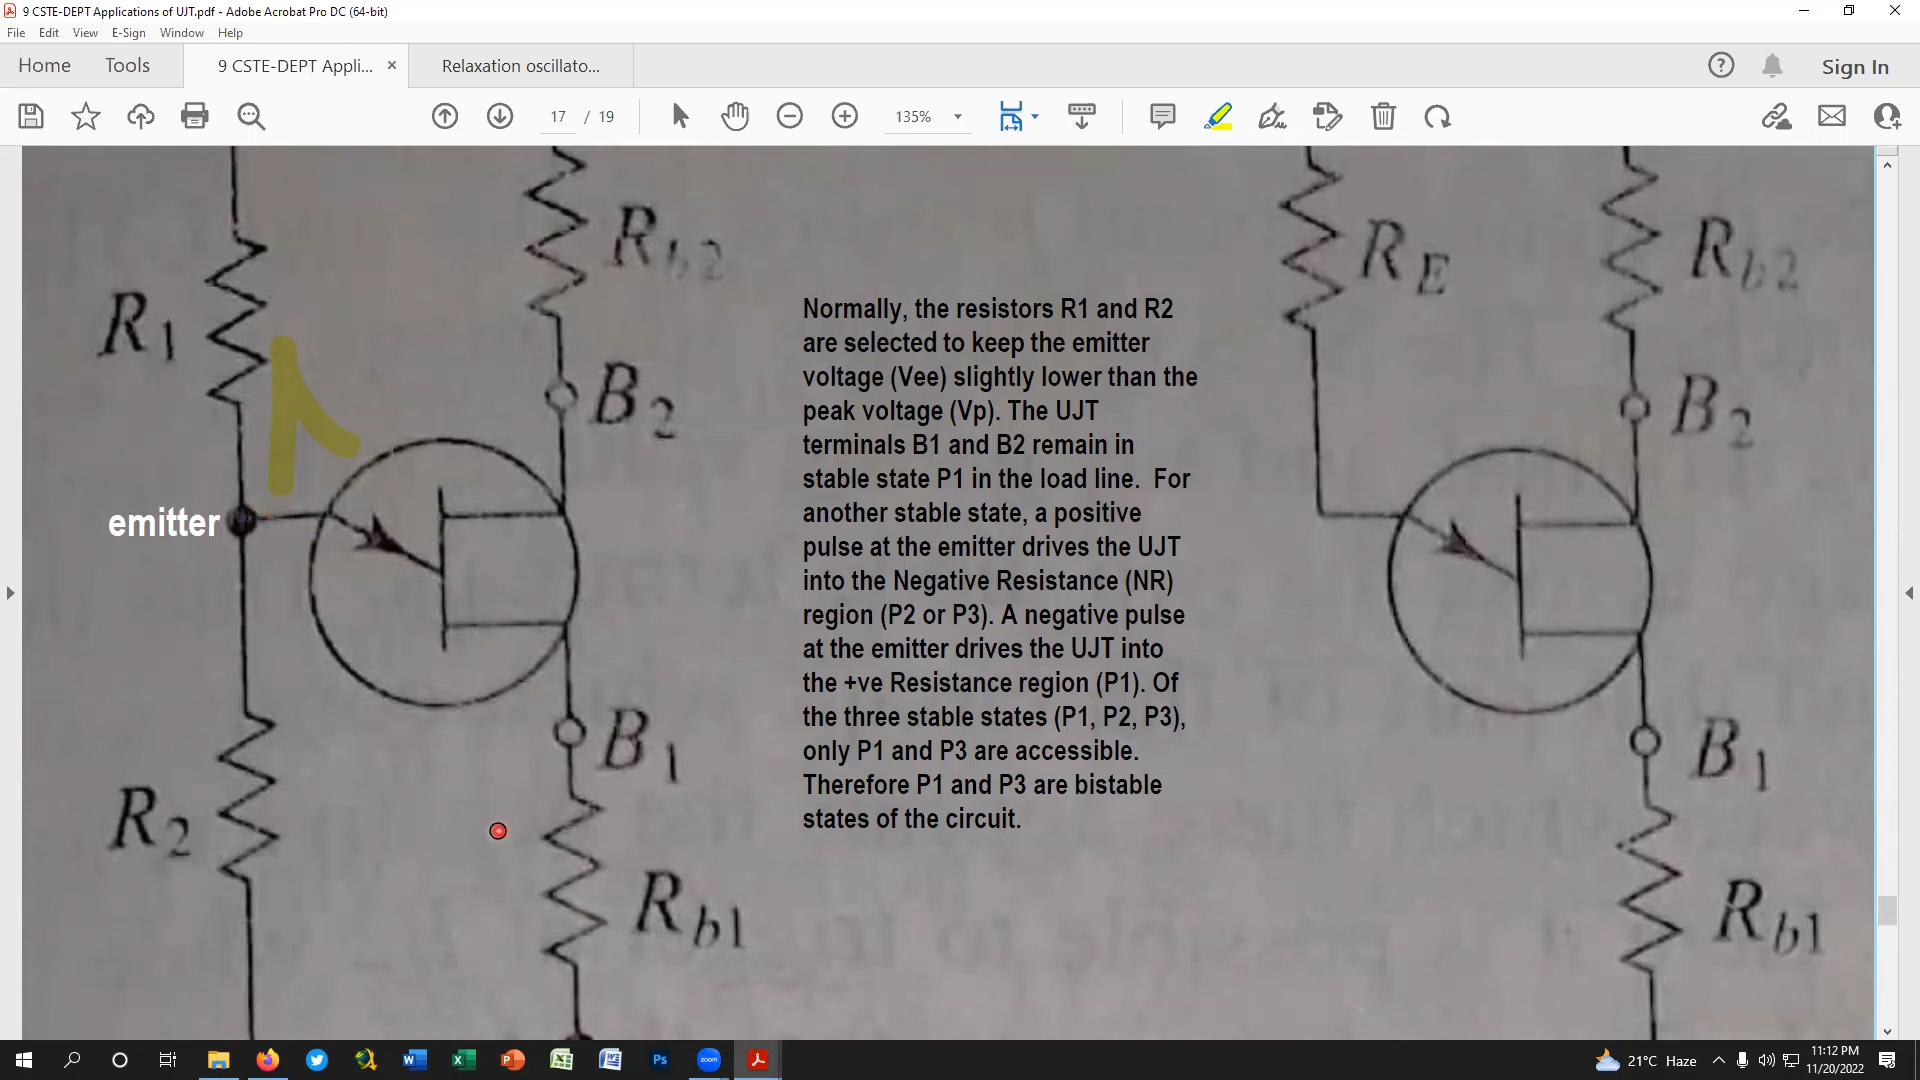 9 CSTE-DEPT Applications of UJT.pdf - Adobe Acrobat Pro DC (64-bit)
File Edit View E-Sign Window Help
Home Tools 9 CSTE-DEPT Appli... × Relaxation oscillato... Sign In
17 / 19 135%
R1
Rb2
B2
emitter
B1
R2
Rb1
Normally, the resistors R1 and R2
are selected to keep the emitter
voltage (Vee) slightly lower than the
peak voltage (Vp). The UJT
terminals B1 and B2 remain in
stable state P1 in the load line. For
another stable state, a positive
pulse at the emitter drives the UJT
into the Negative Resistance (NR)
region (P2 or P3). A negative pulse
at the emitter drives the UJT into
the +ve Resistance region (P1). Of
the three stable states (P1, P2, P3),
only P1 and P3 are accessible.
Therefore P1 and P3 are bistable
states of the circuit.
RE
Rb2
B2
B1
Rb1
zoom
Ps
21°C Haze
11:12 PM
11/20/2022